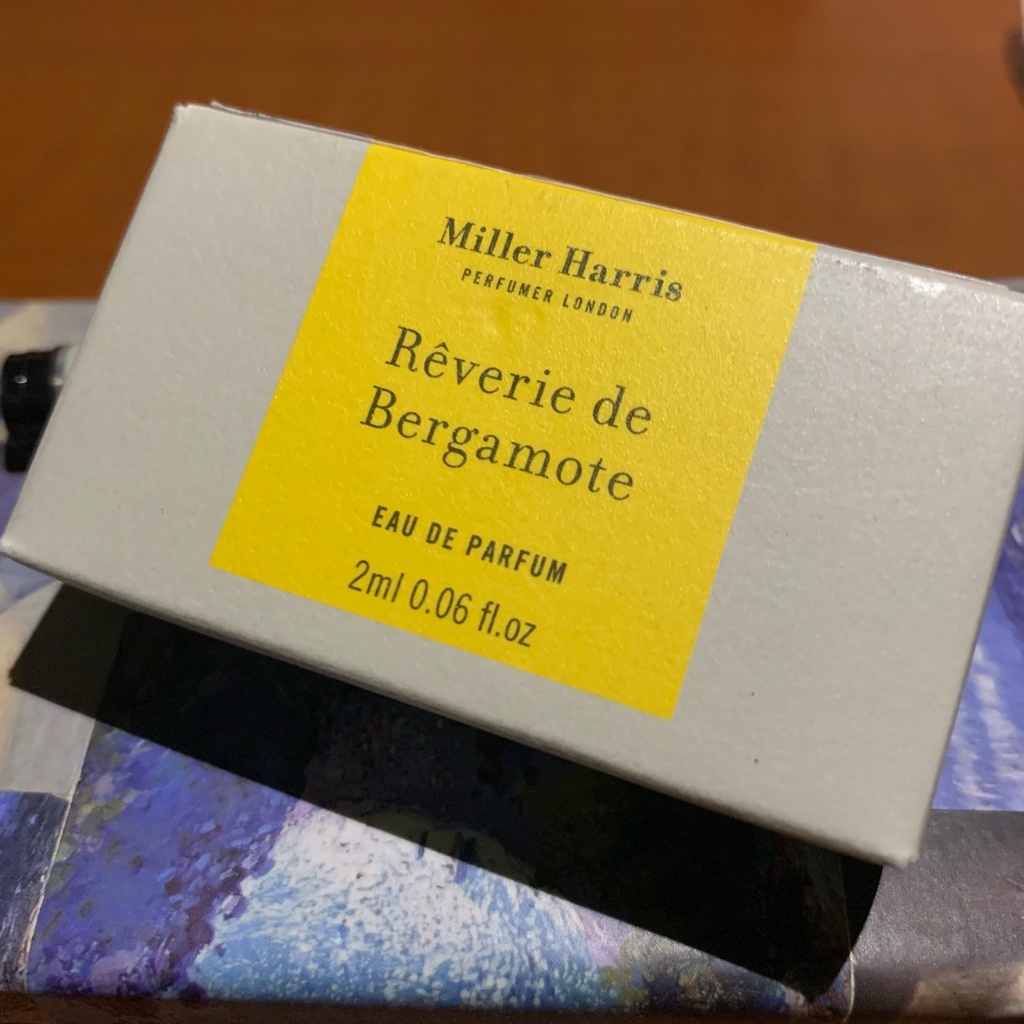 Miller Harris
PERFUMER LONDON
Rêverie de
Bergamote
EAU DE PARFUM
2ml 0.06 fl.oz